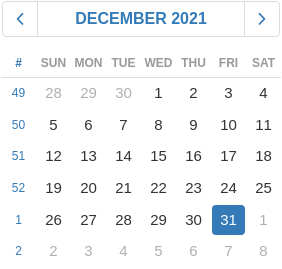 DECEMBER 2021
# SUN MON TUE WED THU FRI SAT
49 28 29 30 1 2 3 4
50 5 6 7 8 9 10 11
51 12 13 14 15 16 17 18
52 19 20 21 22 23 24 25
1 26 27 28 29 30 31 1
2 2 3 4 5 6 7 8